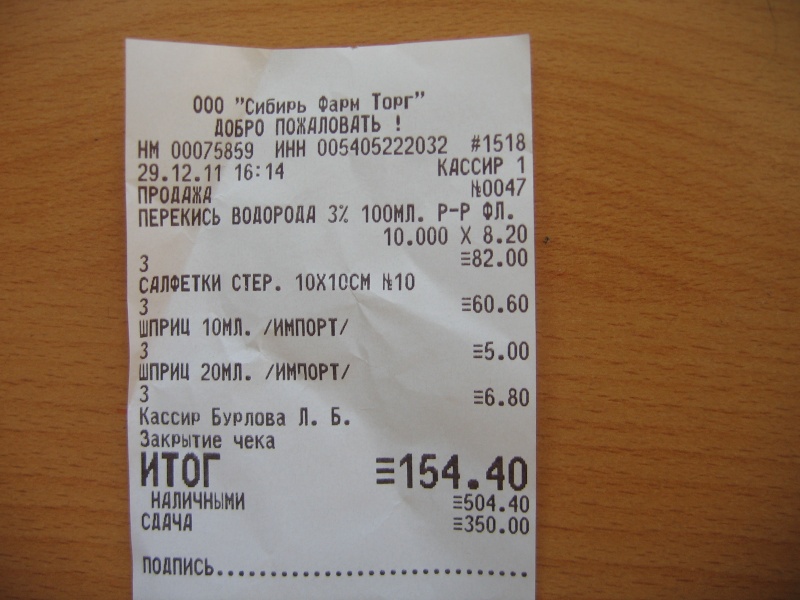 ООО "Сибирь Фарм Торг"
ДОБРО ПОЖАЛОВАТЬ !
НМ 00075859 ИНН 005405222032 #1518
29.12.11 16:14 КАССИР 1
ПРОДАЖА №0047
ПЕРЕКИСЬ ВОДОРОДА 3% 100МЛ. Р-Р ФЛ.
10.000 X 8.20
3 ≡82.00
САЛФЕТКИ СТЕР. 10Х10СМ №10
3 ≡60.60
ШПРИЦ 10МЛ. /ИМПОРТ/
3 ≡5.00
ШПРИЦ 20МЛ. /ИМПОРТ/
3 ≡6.80
Кассир Бурлова Л. Б.
Закрытие чека
ИТОГ ≡154.40
НАЛИЧНЫМИ ≡504.40
СДАЧА ≡350.00
ПОДПИСЬ..............................